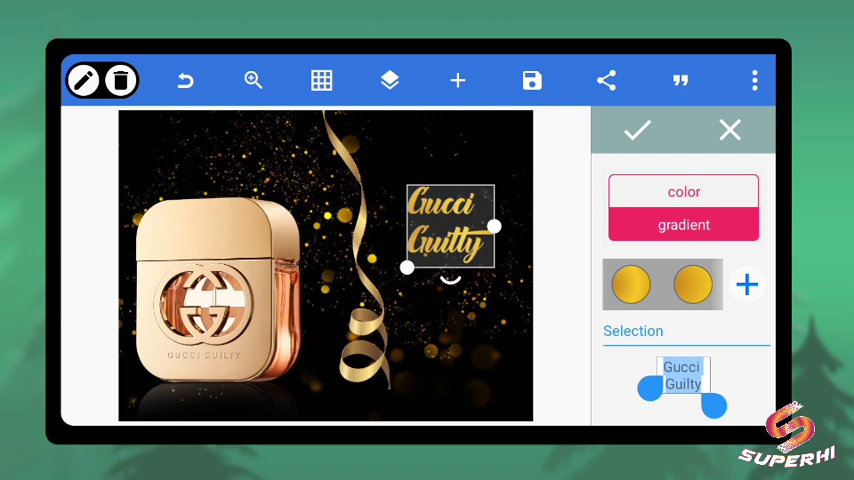 Gucci
Guilty
GUCCI GUILTY
color
gradient
Selection
Gucci
Guilty
SUPERHI